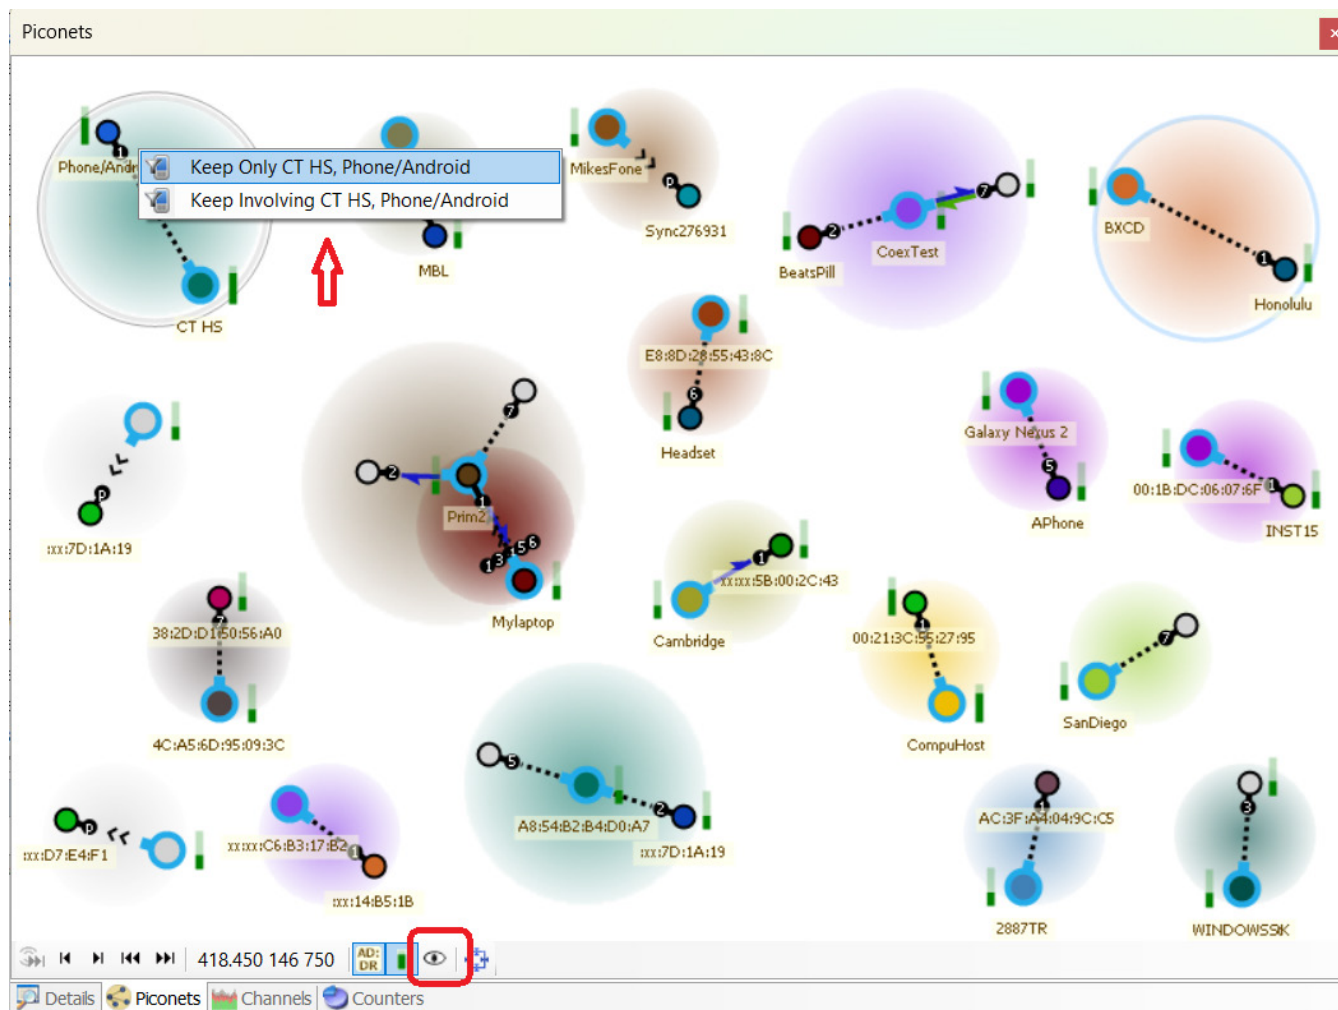 Piconets
Phone/Andr
Keep Only CT HS, Phone/Android
Keep Involving CT HS, Phone/Android
MikesFone
Sync276931
MBL
CT HS
BeatsPill
CoexTest
BXCD
Honolulu
E8:8D:28:55:43:8C
Headset
Galaxy Nexus 2
APhone
00:1B:DC:06:07:6F
INST15
:xx:7D:1A:19
Prim2
Mylaptop
xx:xx:5B:00:2C:43
Cambridge
38:2D:D1:50:56:A0
4C:A5:6D:95:09:3C
00:21:3C:55:27:95
CompuHost
SanDiego
A8:54:B2:B4:D0:A7
:xx:7D:1A:19
:xx:D7:E4:F1
xx:xx:C6:B3:17:B2
:xx:14:B5:1B
AC:3F:A4:04:9C:C5
2887TR
WINDOWS5K
418.450 146 750
AD:
DR
Details
Piconets
Channels
Counters